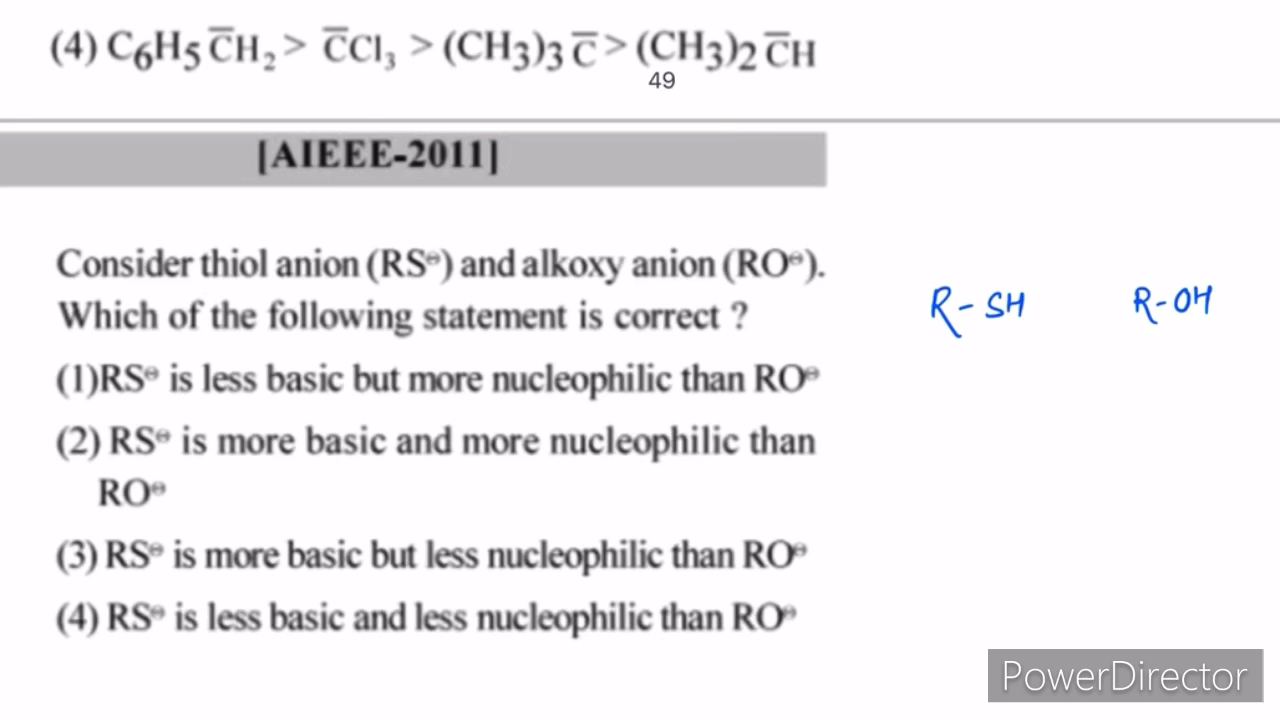 (4) C₆H₅C̅H₂ > C̅Cl₃ > (CH₃)₃C̅ > (CH₃)₂C̅H
49
[AIEEE-2011]
Consider thiol anion (RS⊖) and alkoxy anion (RO⊖).
Which of the following statement is correct ?
R-SH R-OH
(1)RS⊖ is less basic but more nucleophilic than RO⊖
(2) RS⊖ is more basic and more nucleophilic than
RO⊖
(3) RS⊖ is more basic but less nucleophilic than RO⊖
(4) RS⊖ is less basic and less nucleophilic than RO⊖
PowerDirector